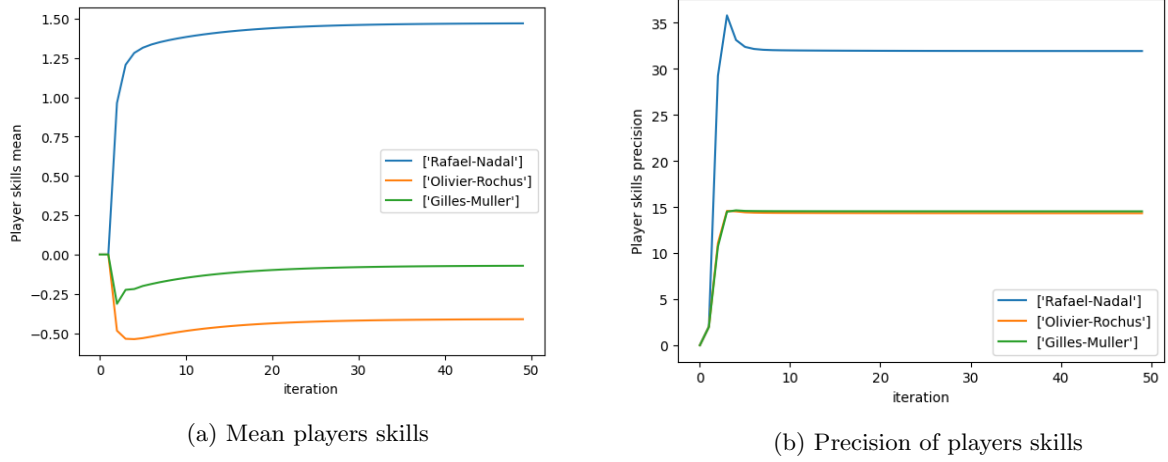 1.50
1.25
1.00
0.75
0.50
0.25
0.00
−0.25
−0.50
Player skills mean
['Rafael-Nadal']
['Olivier-Rochus']
['Gilles-Muller']
0 10 20 30 40 50
iteration
(a) Mean players skills
35
30
25
20
15
10
5
0
Player skills precision
['Rafael-Nadal']
['Olivier-Rochus']
['Gilles-Muller']
0 10 20 30 40 50
iteration
(b) Precision of players skills